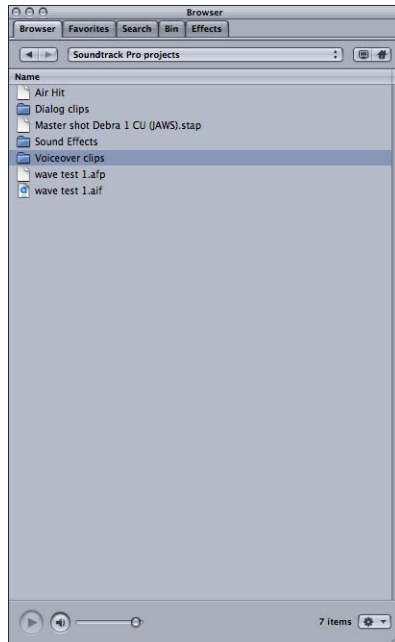 Browser
Browser Favorites Search Bin Effects
Soundtrack Pro projects
Name
Air Hit
Dialog clips
Master shot Debra 1 CU (JAWS).stap
Sound Effects
Voiceover clips
wave test 1.afp
wave test 1.aif
7 items